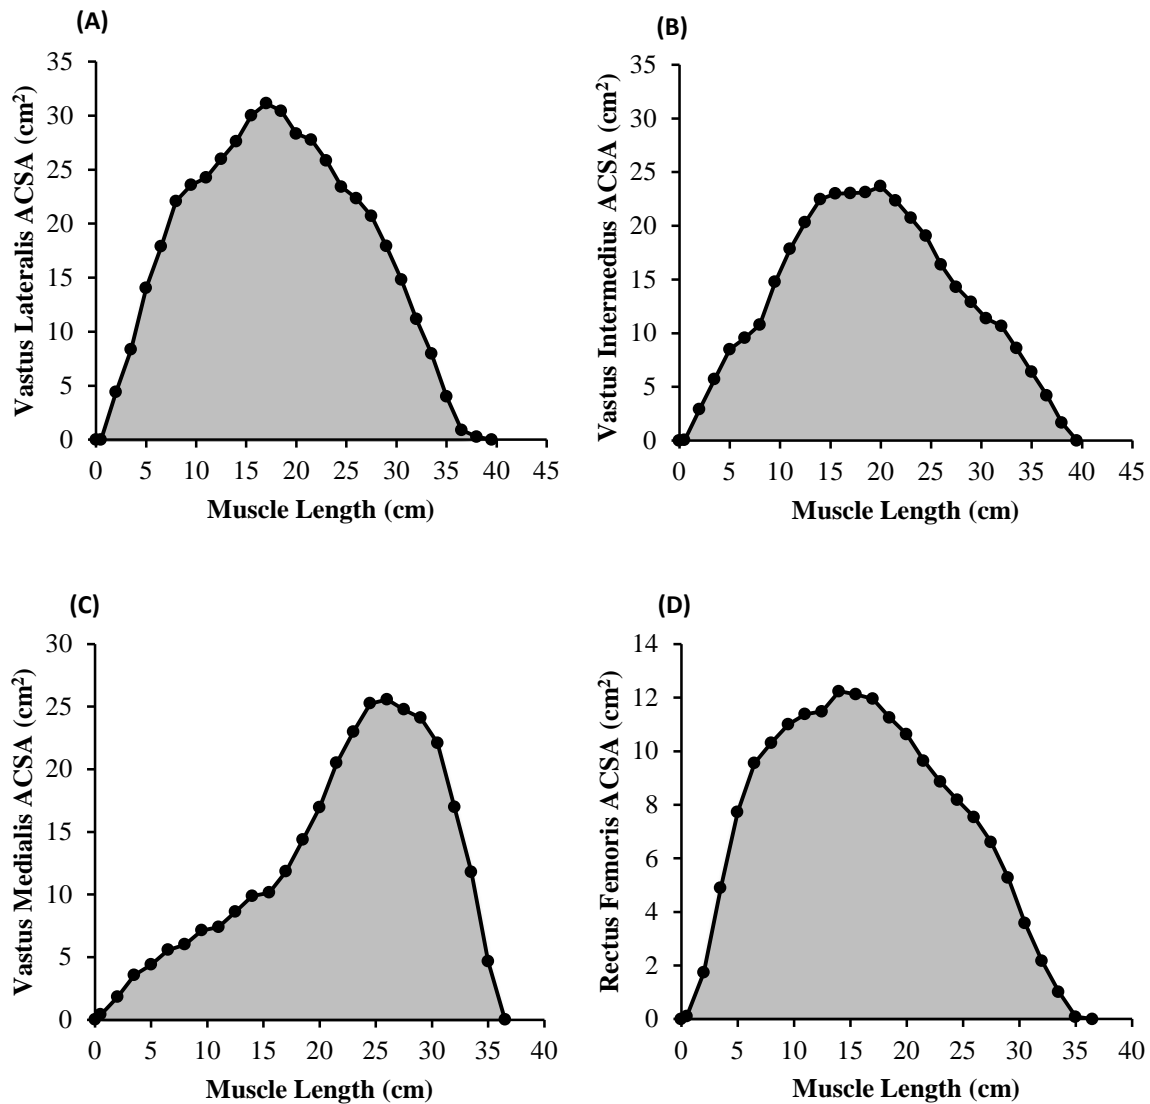 (A)
Vastus Lateralis ACSA (cm²)
35
30
25
20
15
10
5
0
0 5 10 15 20 25 30 35 40 45
Muscle Length (cm)
(B)
Vastus Intermedius ACSA (cm²)
35
30
25
20
15
10
5
0
0 5 10 15 20 25 30 35 40 45
Muscle Length (cm)
(C)
Vastus Medialis ACSA (cm²)
30
25
20
15
10
5
0
0 5 10 15 20 25 30 35 40
Muscle Length (cm)
(D)
Rectus Femoris ACSA (cm²)
14
12
10
8
6
4
2
0
0 5 10 15 20 25 30 35 40
Muscle Length (cm)